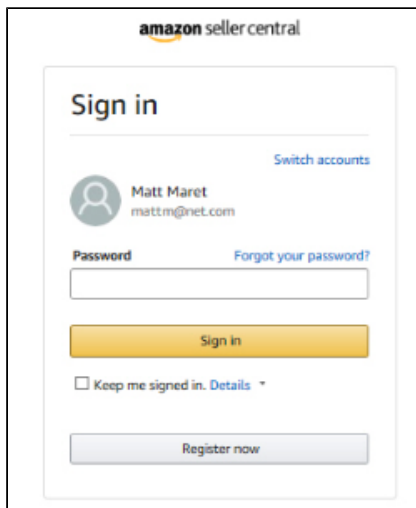 amazon seller central
Sign in
Switch accounts
Matt Maret
mattm@net.com
Password Forgot your password?
Sign in
Keep me signed in. Details
Register now